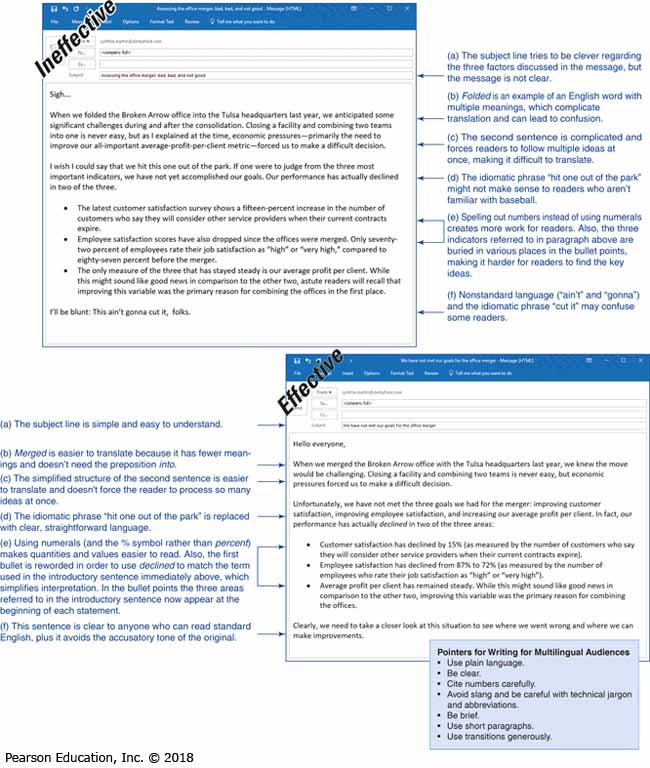 Ineffective
Assessing the office merger: bad, bad, and not good - Message (HTML)
File
Options
Format Text
Review
Tell me what you want to do
<company-full>
Subject
Assessing the office merger: bad, bad, and not good
Sigh...
When we folded the Broken Arrow office into the Tulsa headquarters last year, we anticipated some
significant challenges during and after the consolidation. Closing a facility and combining two teams
into one is never easy, but as I explained at the time, economic pressures—primarily the need to
improve our all-important average-profit-per-client metric—forced us to make a difficult decision.
I wish I could say that we hit this one out of the park. If one were to judge from the three most
important indicators, we have not yet accomplished our goals. Our performance has actually declined
in two of the three.
• The latest customer satisfaction survey shows a fifteen-percent increase in the number of
customers who say they will consider other service providers when their current contracts
expire.
• Employee satisfaction scores have also dropped since the offices were merged. Only seventy-
two percent of employees rate their job satisfaction as “high” or “very high,” compared to
eighty-seven percent before the merger.
• The only measure of the three that has stayed steady is our average profit per client. While
this might sound like good news in comparison to the other two, astute readers will recall that
improving this variable was the primary reason for combining the offices in the first place.
I’ll be blunt: This ain’t gonna cut it, folks.
(a) The subject line tries to be clever regarding
the three factors discussed in the message, but
the message is not clear.
(b) Folded is an example of an English word with
multiple meanings, which complicate
translation and can lead to confusion.
(c) The second sentence is complicated and
forces readers to follow multiple ideas at
once, making it difficult to translate.
(d) The idiomatic phrase “hit one out of the park”
might not make sense to readers who aren’t
familiar with baseball.
(e) Spelling out numbers instead of using numerals
creates more work for readers. Also, the three
indicators referred to in paragraph above are
buried in various places in the bullet points,
making it harder for readers to find the key
ideas.
(f) Nonstandard language (“ain’t” and “gonna”)
and the idiomatic phrase “cut it” may confuse
some readers.
Effective
We have not met our goals for the office merger - Message (HTML)
File
Insert
Options
Format Text
Review
Tell me what you want to do
<company-full>
Subject
We have not met our goals for the office merger
Hello everyone,
When we merged the Broken Arrow office with the Tulsa headquarters last year, we knew the move
would be challenging. Closing a facility and combining two teams is never easy, but economic
pressures forced us to make a difficult decision.
Unfortunately, we have not met the three goals we had for the merger: improving customer
satisfaction, improving employee satisfaction, and increasing our average profit per client. In fact, our
performance has actually declined in two of the three areas:
• Customer satisfaction has declined by 15% (as measured by the number of customers who say
they will consider other service providers when their current contracts expire).
• Employee satisfaction has declined from 87% to 72% (as measured by the number of
employees who rate their job satisfaction as “high” or “very high”).
• Average profit per client has remained steady. While this might sound like good news in
comparison to the other two, improving this variable was the primary reason for combining
the offices.
Clearly, we need to take a closer look at this situation to see where we went wrong and where we can
make improvements.
(a) The subject line is simple and easy to understand.
(b) Merged is easier to translate because it has fewer mean-
ings and doesn’t need the preposition into.
(c) The simplified structure of the second sentence is easier
to translate and doesn’t force the reader to process so many
ideas at once.
(d) The idiomatic phrase “hit one out of the park” is replaced
with clear, straightforward language.
(e) Using numerals (and the % symbol rather than percent)
makes quantities and values easier to read. Also, the first
bullet is reworded in order to use declined to match the term
used in the introductory sentence immediately above, which
simplifies interpretation. In the bullet points the three areas
referred to in the introductory sentence now appear at the
beginning of each statement.
(f) This sentence is clear to anyone who can read standard
English, plus it avoids the accusatory tone of the original.
Pointers for Writing for Multilingual Audiences
• Use plain language.
• Be clear.
• Cite numbers carefully.
• Avoid slang and be careful with technical jargon
and abbreviations.
• Be brief.
• Use short paragraphs.
• Use transitions generously.
Pearson Education, Inc. © 2018